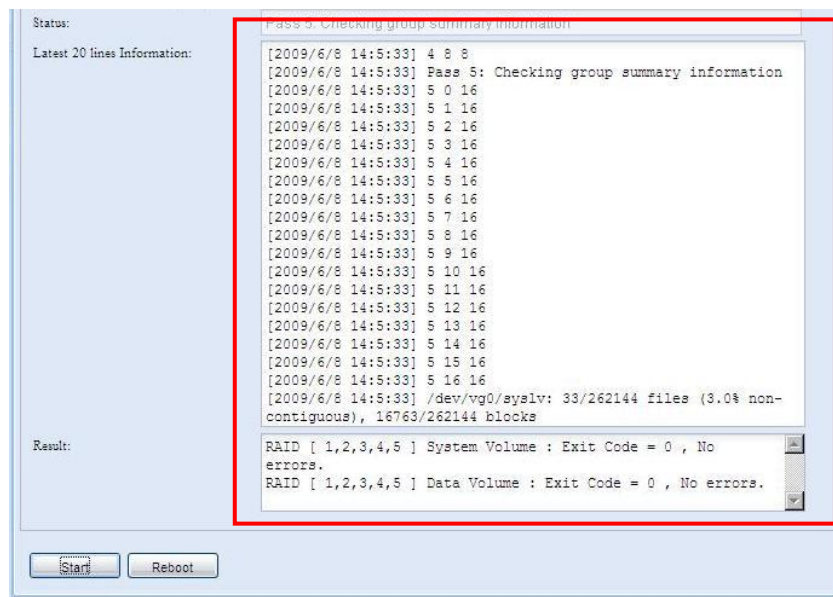 Status:
Pass 5: Checking group summary information
Latest 20 lines Information:
[2009/6/8 14:5:33] 4 8 8
[2009/6/8 14:5:33] Pass 5: Checking group summary information
[2009/6/8 14:5:33] 5 0 16
[2009/6/8 14:5:33] 5 1 16
[2009/6/8 14:5:33] 5 2 16
[2009/6/8 14:5:33] 5 3 16
[2009/6/8 14:5:33] 5 4 16
[2009/6/8 14:5:33] 5 5 16
[2009/6/8 14:5:33] 5 6 16
[2009/6/8 14:5:33] 5 7 16
[2009/6/8 14:5:33] 5 8 16
[2009/6/8 14:5:33] 5 9 16
[2009/6/8 14:5:33] 5 10 16
[2009/6/8 14:5:33] 5 11 16
[2009/6/8 14:5:33] 5 12 16
[2009/6/8 14:5:33] 5 13 16
[2009/6/8 14:5:33] 5 14 16
[2009/6/8 14:5:33] 5 15 16
[2009/6/8 14:5:33] 5 16 16
[2009/6/8 14:5:33] /dev/vg0/syslv: 33/262144 files (3.0% non-
contiguous), 16763/262144 blocks
Result:
RAID [ 1,2,3,4,5 ] System Volume : Exit Code = 0 , No
errors.
RAID [ 1,2,3,4,5 ] Data Volume : Exit Code = 0 , No errors.
Start
Reboot